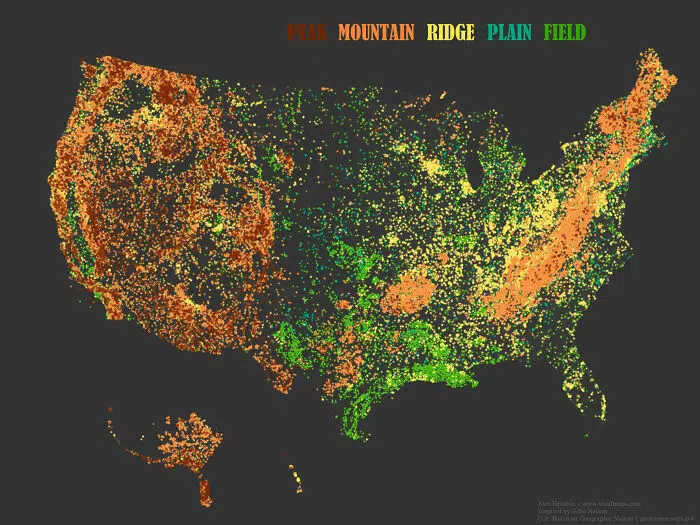 PEAK MOUNTAIN RIDGE PLAIN FIELD
Alex Egoshin | www.vivaImaps.com
Inspired by John Nelson
U.S. Board on Geographic Names | geonames.usgs.gov